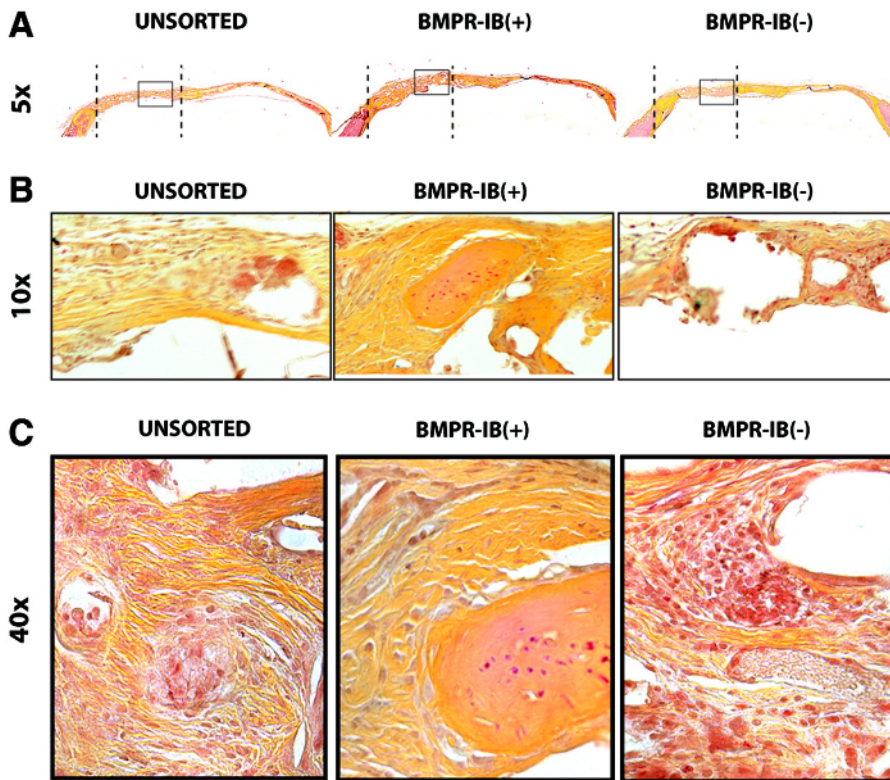 A
UNSORTED BMPR-IB(+) BMPR-IB(-)
5x
B
UNSORTED BMPR-IB(+) BMPR-IB(-)
10x
C
UNSORTED BMPR-IB(+) BMPR-IB(-)
40x